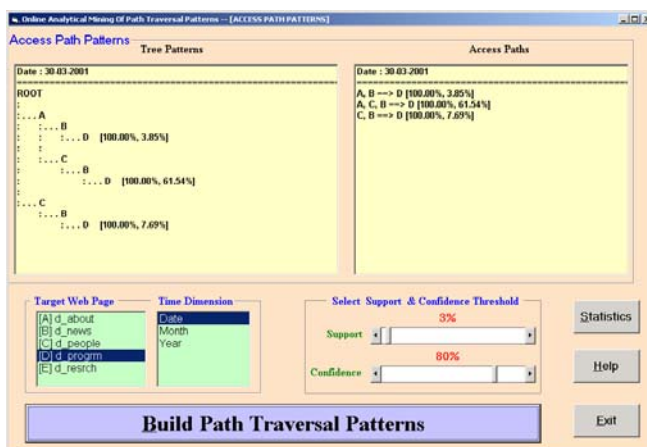 Online Analytical Mining Of Path Traversal Patterns -- [ACCESS PATH PATTERNS]
Access Path Patterns
Tree Patterns
Date : 30-03-2001
ROOT
:
:... A
: :... B
: : :... D [100.00%, 3.85%]
: :
: :... C
: :... B
: :... D [100.00%, 61.54%]
:
:... C
:... B
:... D [100.00%, 7.69%]
Access Paths
Date : 30-03-2001
A, B ==> D [100.00%, 3.85%]
A, C, B ==> D [100.00%, 61.54%]
C, B ==> D [100.00%, 7.69%]
Target Web Page
[A] d_about
[B] d_news
[C] d_people
[D] d_progrm
[E] d_resrch
Time Dimension
Date
Month
Year
Select Support & Confidence Threshold
3%
Support
80%
Confidence
Statistics
Help
Exit
Build Path Traversal Patterns